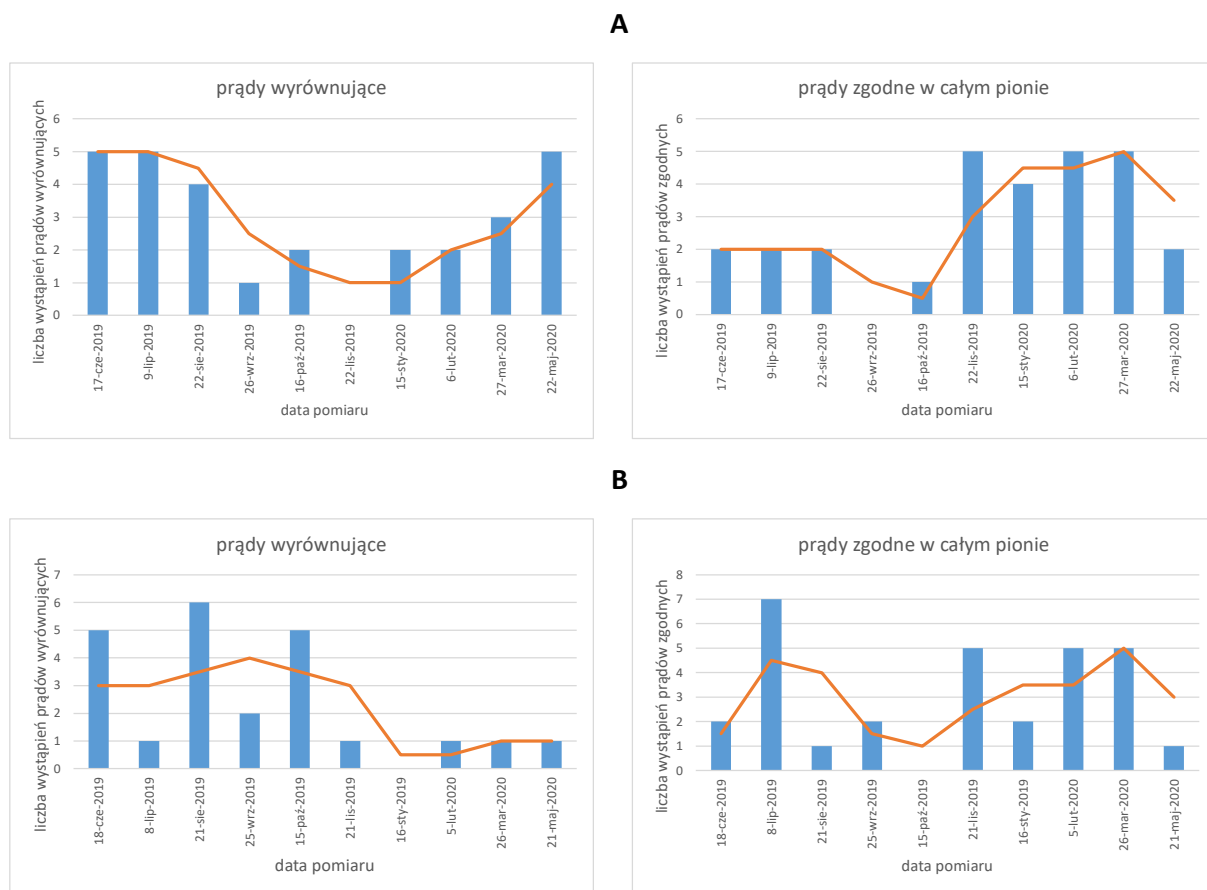 A
prądy wyrównujące
liczba wystąpień prądów wyrównujących
6
5
4
3
2
1
0
17-cze-2019
9-lip-2019
22-sie-2019
26-wrz-2019
16-paź-2019
22-lis-2019
15-sty-2020
6-lut-2020
27-mar-2020
22-maj-2020
data pomiaru
prądy zgodne w całym pionie
liczba wystąpień prądów zgodnych
6
5
4
3
2
1
0
17-cze-2019
9-lip-2019
22-sie-2019
26-wrz-2019
16-paź-2019
22-lis-2019
15-sty-2020
6-lut-2020
27-mar-2020
22-maj-2020
data pomiaru
B
prądy wyrównujące
liczba wystąpień prądów wyrównujących
7
6
5
4
3
2
1
0
18-cze-2019
8-lip-2019
21-sie-2019
25-wrz-2019
15-paź-2019
21-lis-2019
16-sty-2020
5-lut-2020
26-mar-2020
21-maj-2020
data pomiaru
prądy zgodne w całym pionie
liczba wystąpień prądów zgodnych
8
7
6
5
4
3
2
1
0
18-cze-2019
8-lip-2019
21-sie-2019
25-wrz-2019
15-paź-2019
21-lis-2019
16-sty-2020
5-lut-2020
26-mar-2020
21-maj-2020
data pomiaru